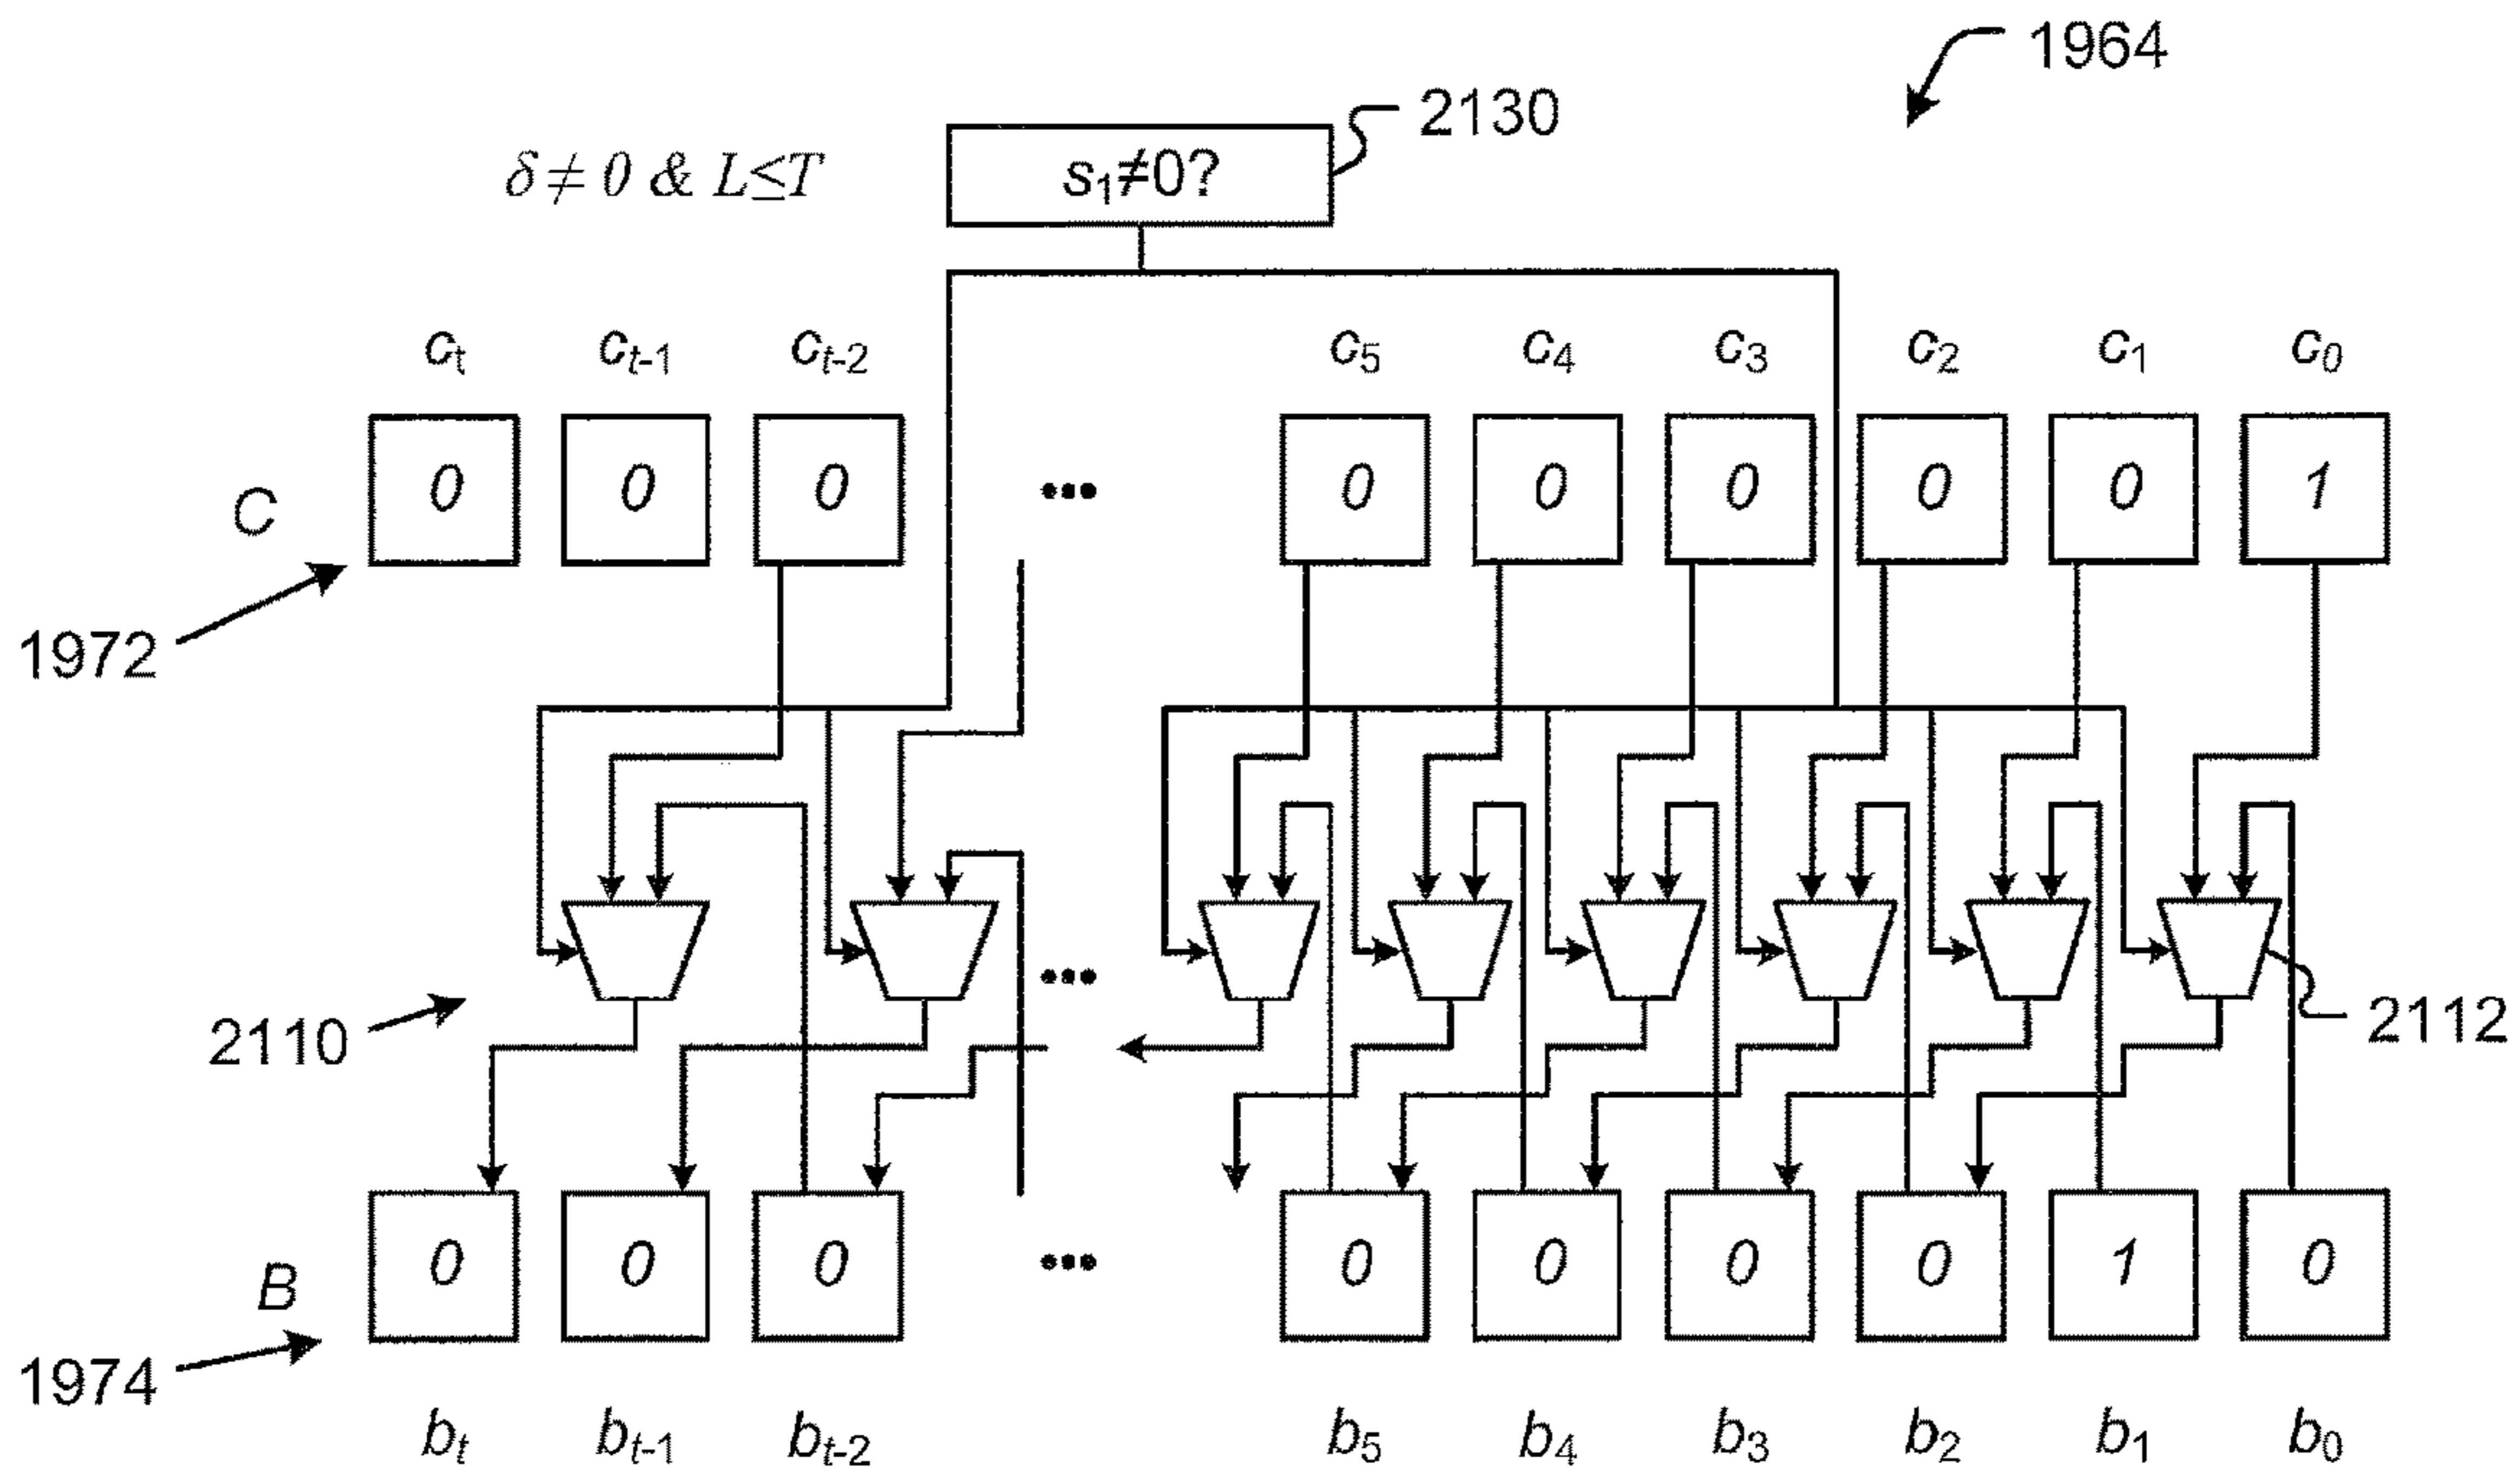 1964
2130
δ ≠ 0 & L≤T
s₁≠0?
cₜ cₜ₋₁ cₜ₋₂ c₅ c₄ c₃ c₂ c₁ c₀
C 0 0 0 ••• 0 0 0 0 0 1
1972
•••
2110
2112
B 0 0 0 ••• 0 0 0 0 1 0
1974
bₜ bₜ₋₁ bₜ₋₂ b₅ b₄ b₃ b₂ b₁ b₀